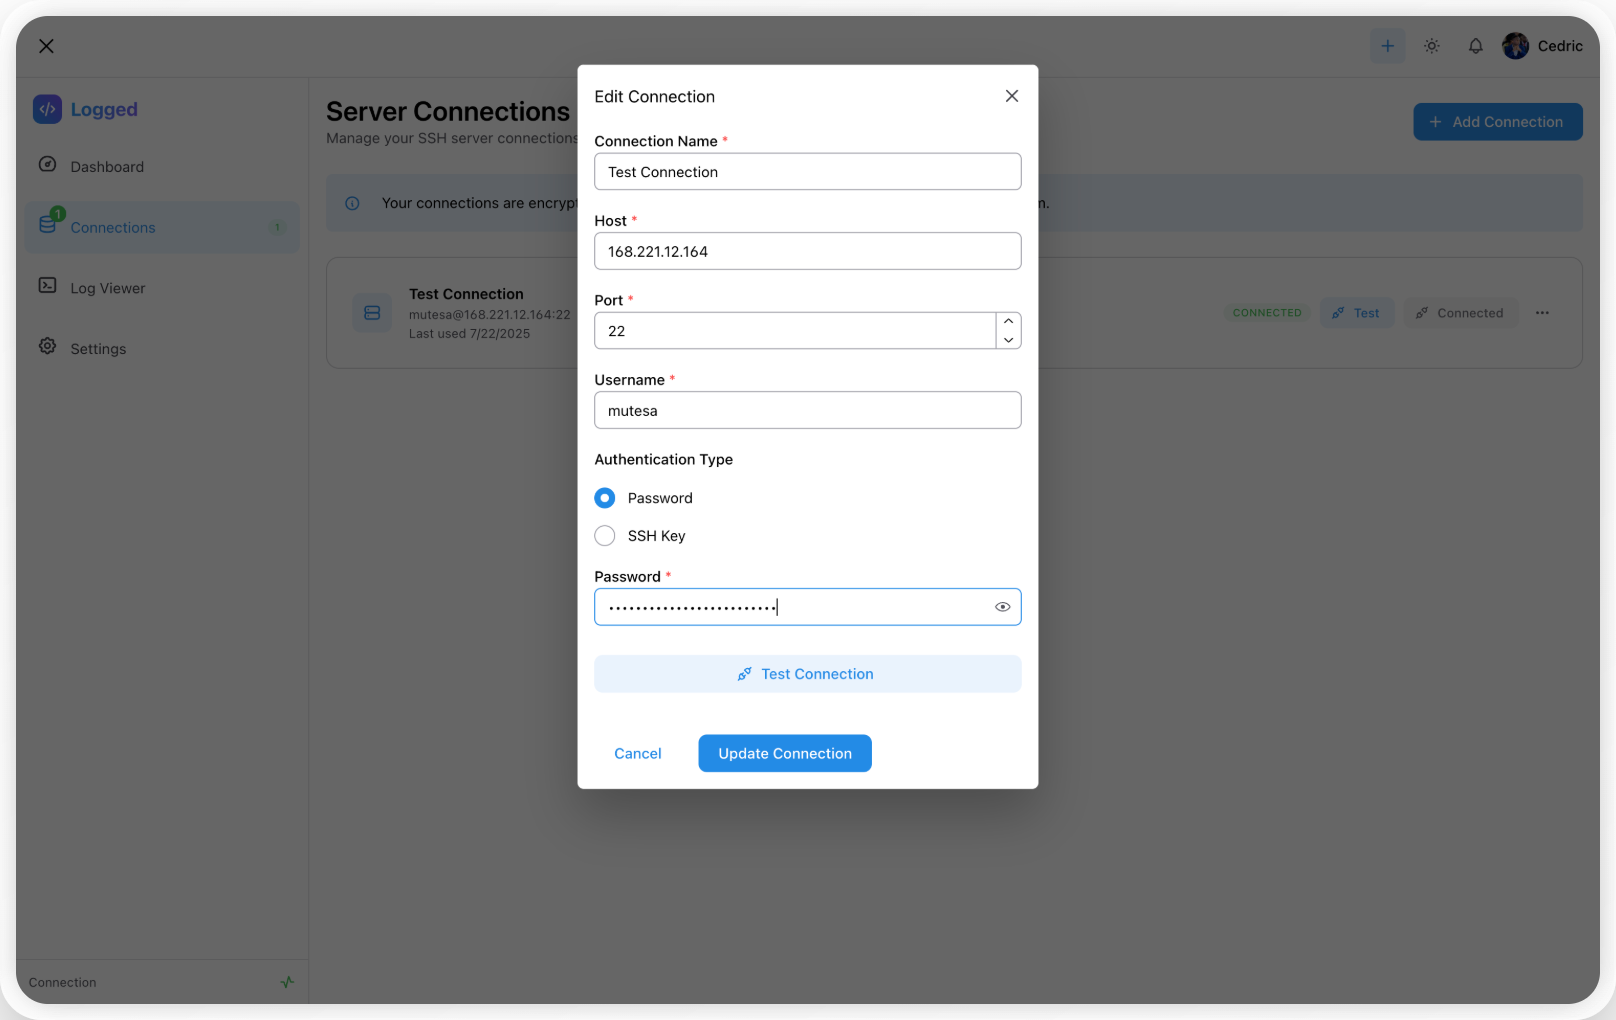 Cedric
Logged
Dashboard
1
Connections
1
Log Viewer
Settings
Connection
Server Connections
Manage your SSH server connections
+ Add Connection
Your connections are encryp
m.
Test Connection
mutesa@168.221.12.164:22
Last used 7/22/2025
CONNECTED
Test
Connected
Edit Connection
Connection Name *
Test Connection
Host *
168.221.12.164
Port *
22
Username *
mutesa
Authentication Type
Password
SSH Key
Password *
•••••••••••••••••••••••••
Test Connection
Cancel
Update Connection